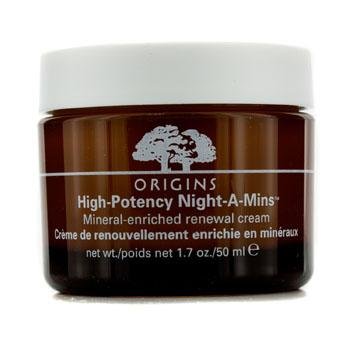 ORIGINS
High-Potency Night-A-Mins™
Mineral-enriched renewal cream
Crème de renouvellement enrichie en minéraux
net wt./poids net 1.7 oz./50 ml ℮